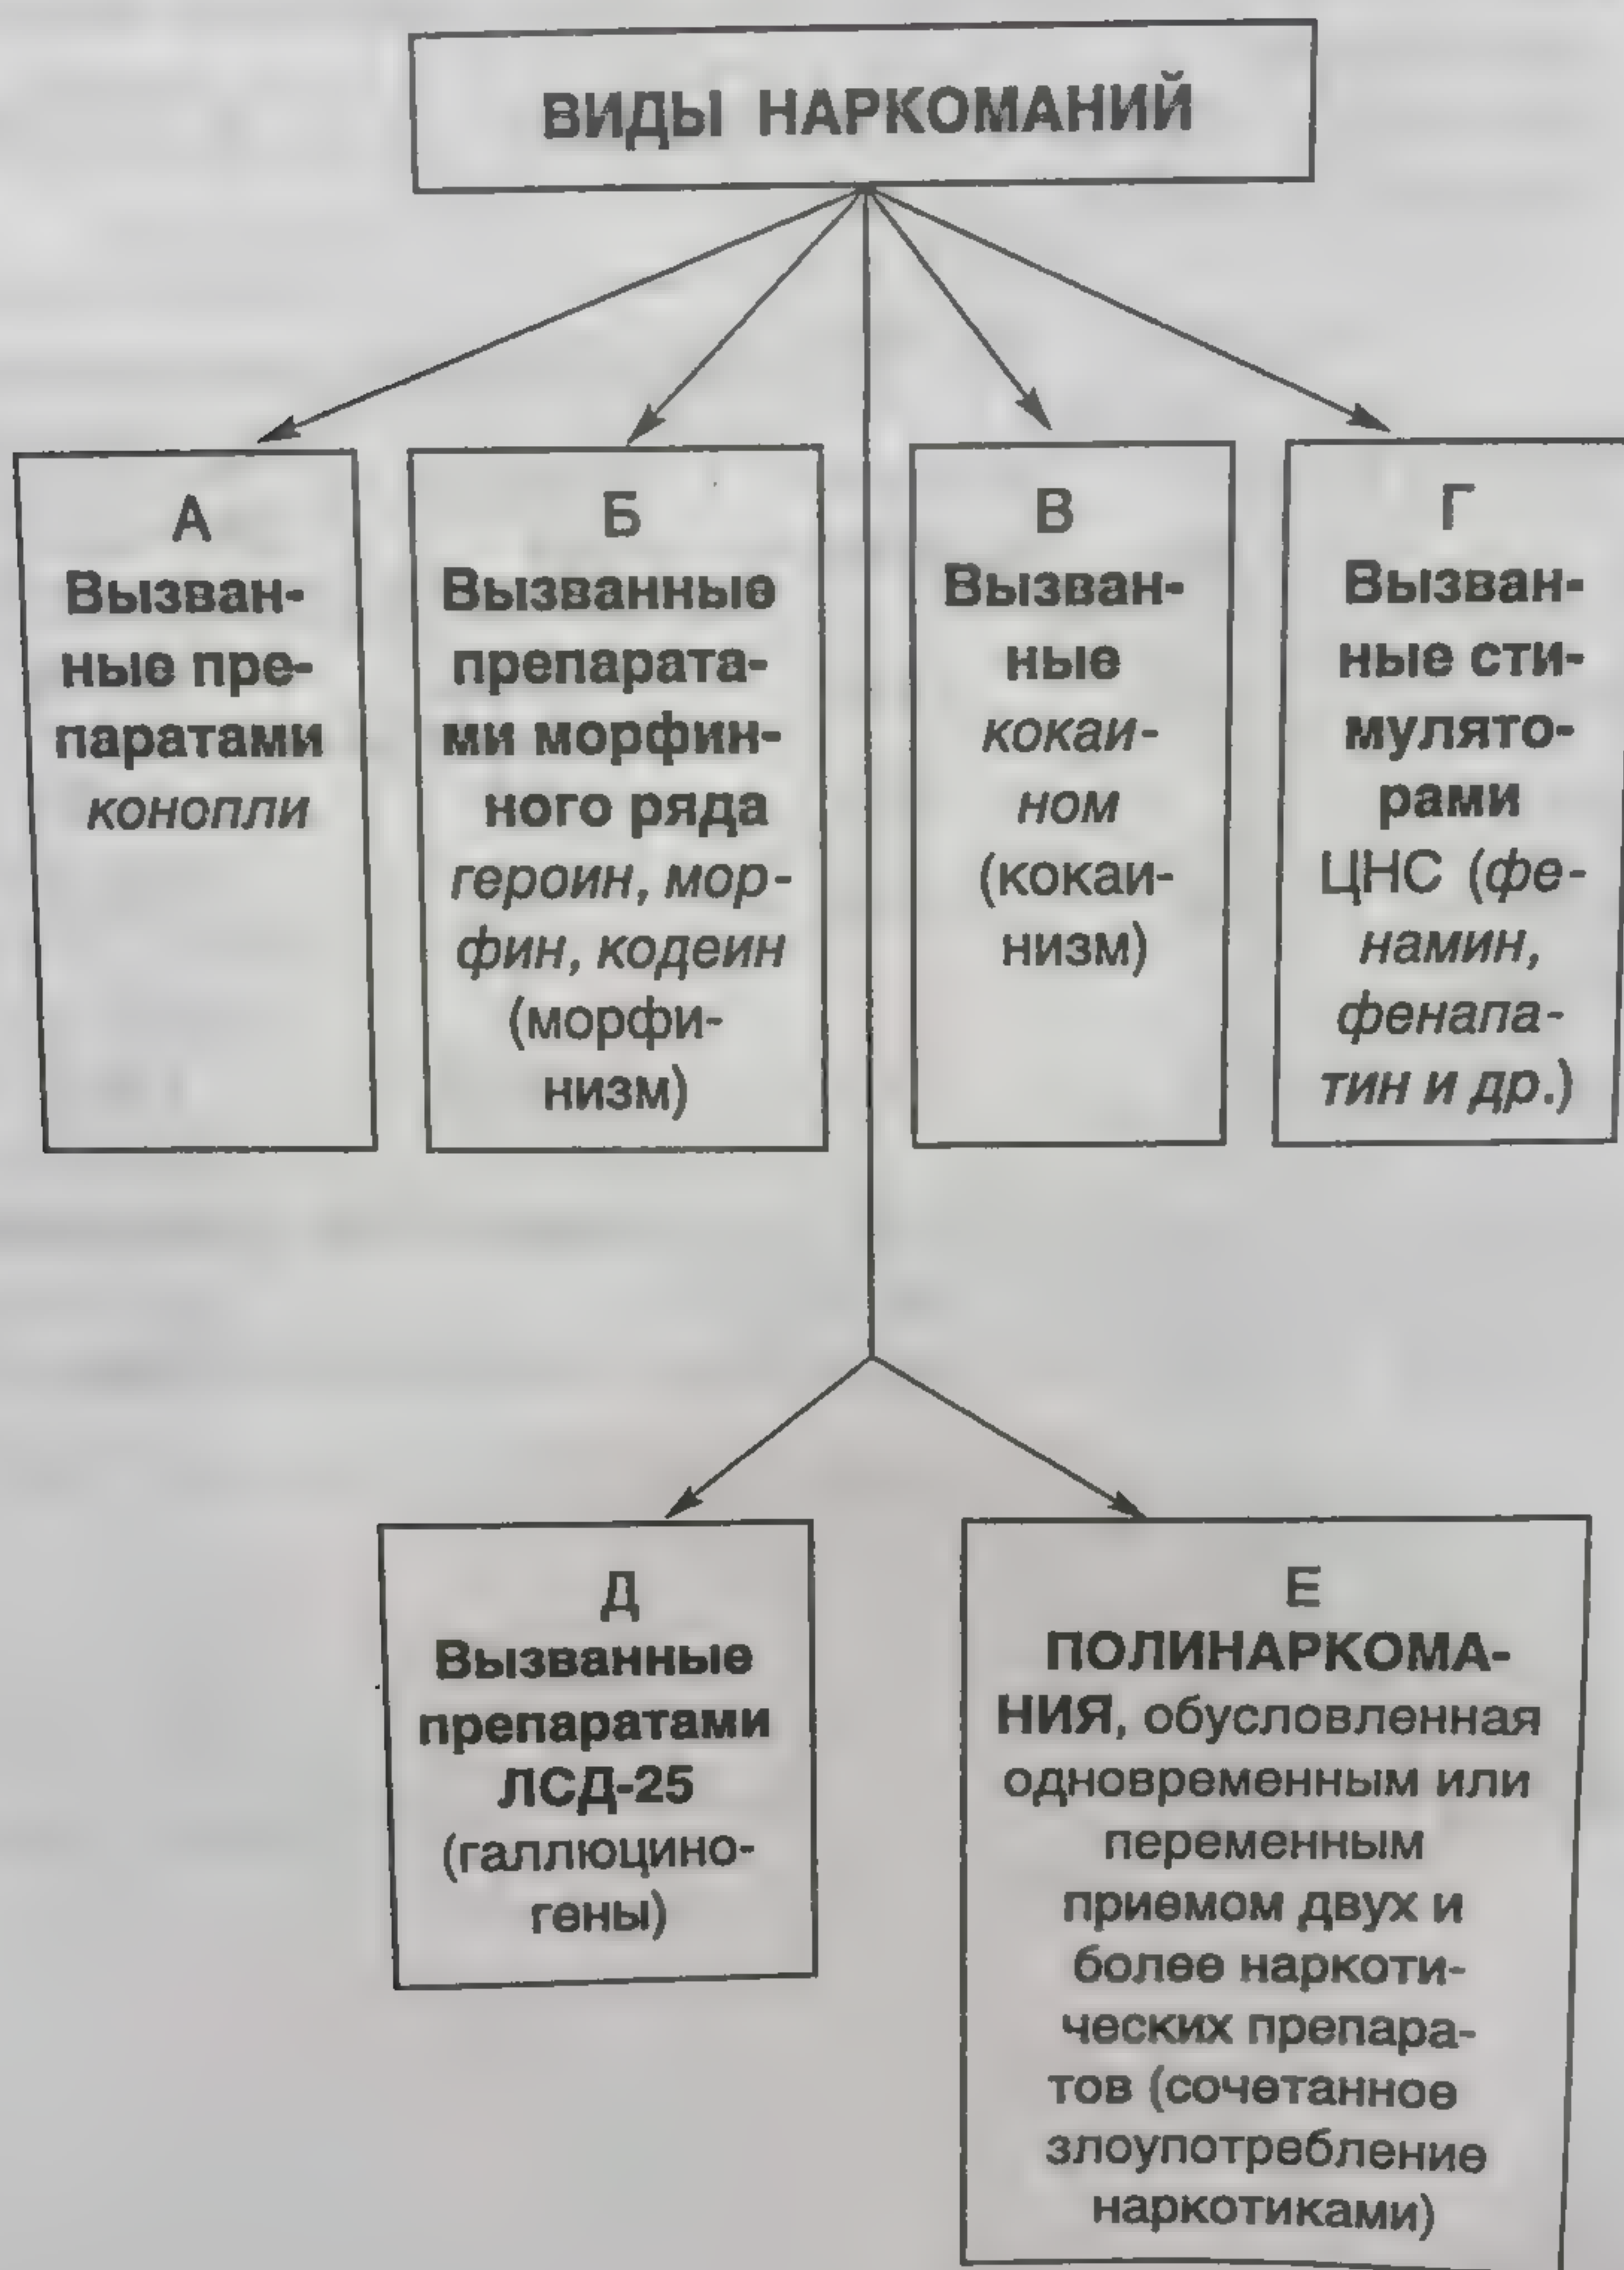 ВИДЫ НАРКОМАНИЙ
А
Вызван-
ные пре-
паратами
конопли
Б
Вызванные
препарата-
ми морфин-
ного ряда
героин, мор-
фин, кодеин
(морфи-
низм)
В
Вызван-
ные
кокаи-
ном
(кокаи-
низм)
Г
Вызван-
ные сти-
мулято-
рами
ЦНС (фе-
намин,
фенапа-
тин и др.)
Д
Вызванные
препаратами
ЛСД-25
(галлюцино-
гены)
Е
ПОЛИНАРКОМА-
НИЯ, обусловленная
одновременным или
переменным
приемом двух и
более наркоти-
ческих препара-
тов (сочетанное
злоупотребление
наркотиками)